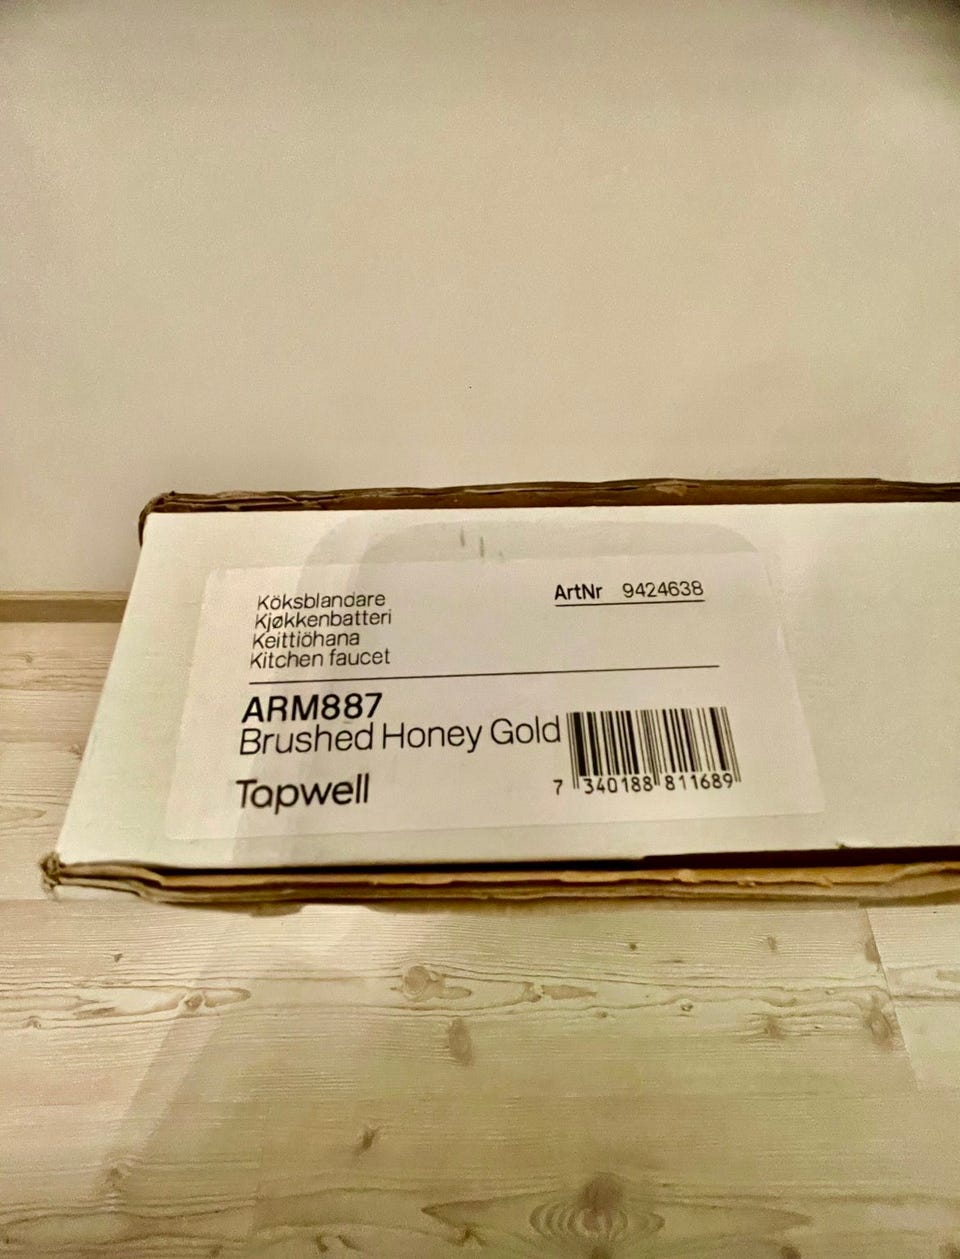 Köksblandare
Kjøkkenbatteri
Keittiöhana
Kitchen faucet
ArtNr 9424638
ARM887
Brushed Honey Gold
Tapwell
7 340188 811689